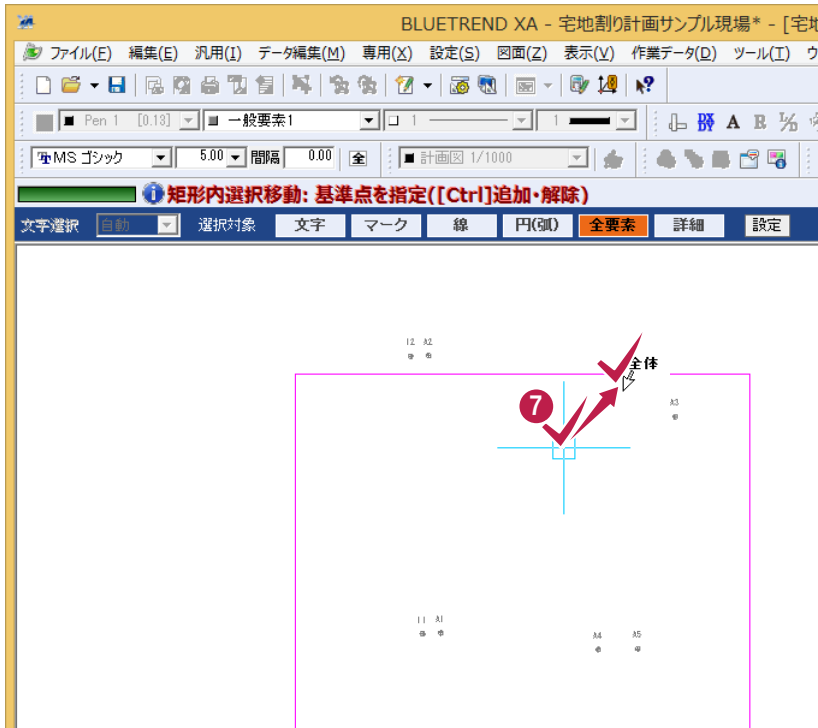 BLUETREND XA - 宅地割り計画サンプル現場* - [宅地
ファイル(F) 編集(E) 汎用(I) データ編集(M) 専用(X) 設定(S) 図面(Z) 表示(V) 作業データ(D) ツール(T) ウ
Pen 1 [0.13] 一般要素1 1 1 A R
MS ゴシック 5.00 間隔 0.00 全 計画図 1/1000
矩形内選択移動: 基準点を指定([Ctrl]追加・解除)
文字選択 自動 選択対象 文字 マーク 線 円(弧) 全要素 詳細 設定
12 A2
全体
A3
7
11 A1
A4 A5